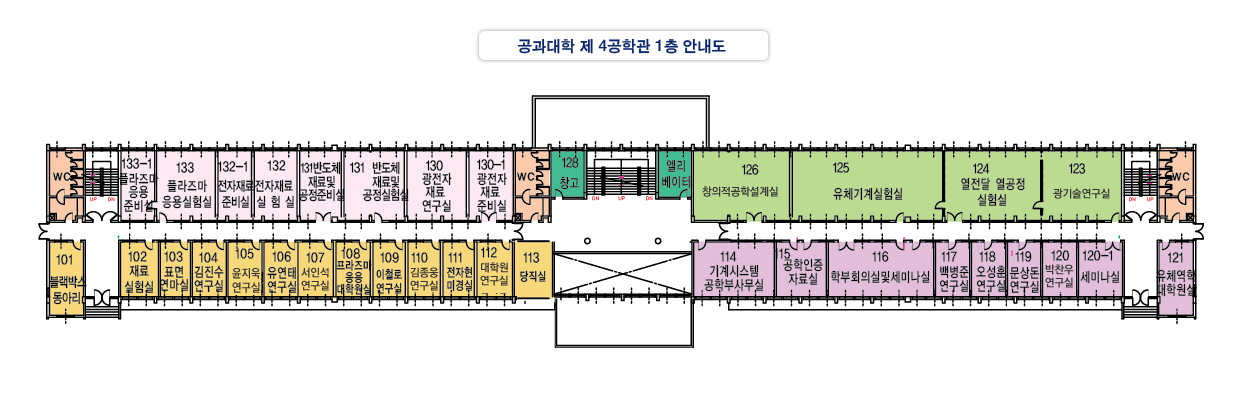 공과대학 제 4공학관 1층 안내도
WC
UP
DN
133-1
플라즈마
응용
준비실
133
플라즈마
응용실험실
132-1
전자재료
준비실
132
전자재료
실 험 실
131반도체
재료및
공정준비실
131 반도체
재료및
공정실험실
130
광전자
재료
연구실
130-1
광전자
재료
준비실
WC
128
창고
DN
UP
DN
엘리
베이터
126
창의적공학설계실
125
유체기계실험실
124
열전달 열공정
실험실
123
광기술연구실
DN
UP
WC
101
블랙박스
동아리
102
재료
실험실
103
표면
연마실
104
김진수
연구실
105
윤지욱
연구실
106
유연태
연구실
107
서인석
연구실
108
프라즈마
응용
대학원실
109
이철로
연구실
110
김종웅
연구실
111
전자현
미경실
112
대학원
연구실
113
당직실
114
기계시스템
공학부사무실
115
공학인증
자료실
116
학부회의실및세미나실
117
백병준
연구실
118
오성훈
연구실
119
문상돈
연구실
120
박찬우
연구실
120-1
세미나실
121
유체역학
대학원실